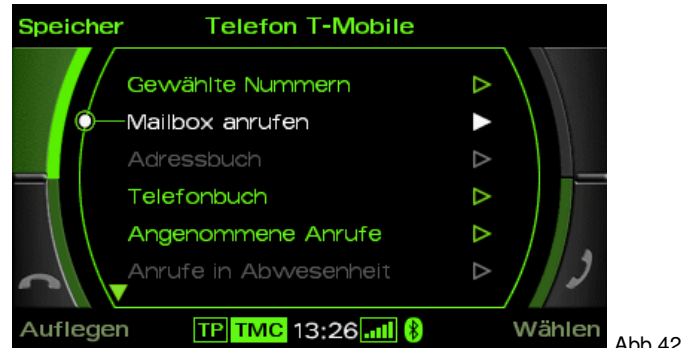 Speicher Telefon T-Mobile
Gewählte Nummern
Mailbox anrufen
Adressbuch
Telefonbuch
Angenommene Anrufe
Anrufe in Abwesenheit
Auflegen TP TMC 13:26 Wählen
Abb 42